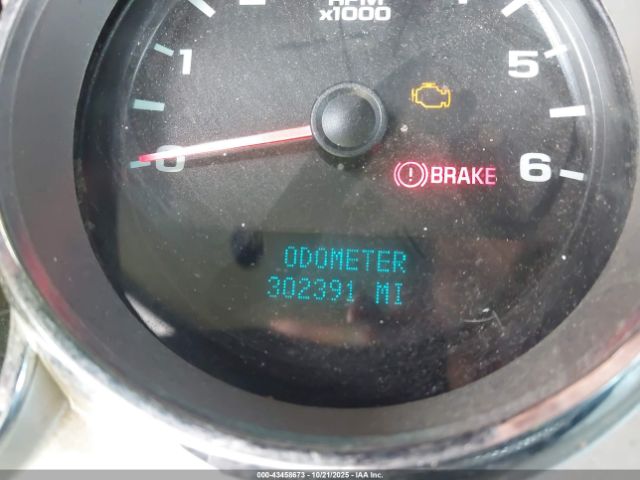 RPM
x1000
1
5
0
6
BRAKE
ODOMETER
302391 MI
000-43458673 | 10/21/2025 | IAA, Inc.